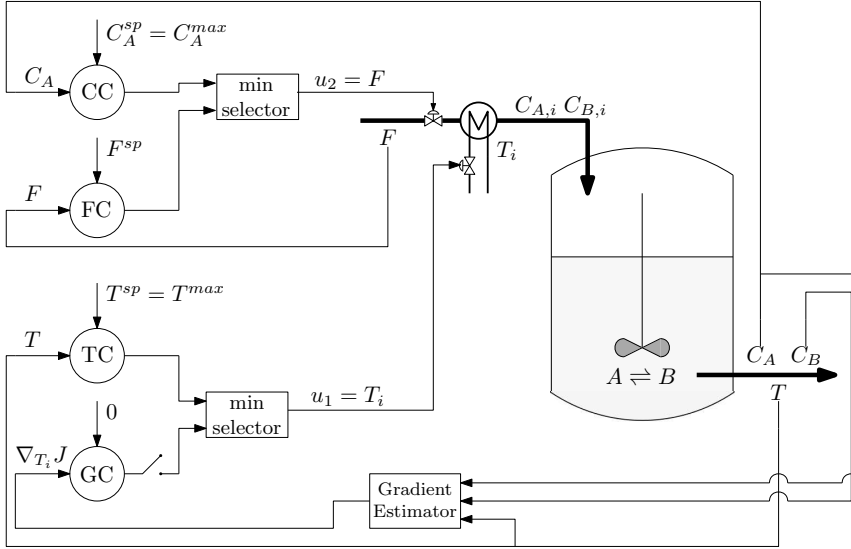 C_A^{sp} = C_A^{max}
C_A
CC
min
selector
u_2 = F
C_{A,i} C_{B,i}
F
T_i
F^{sp}
F
FC
T^{sp} = T^{max}
T
TC
min
selector
u_1 = T_i
0
∇_{T_i} J
GC
Gradient
Estimator
A ⇌ B
C_A C_B
T